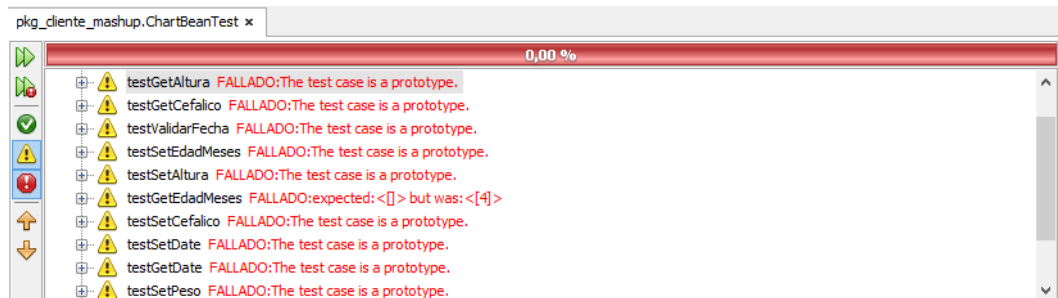 pkg_cliente_mashup.ChartBeanTest ×
0,00 %
testGetAltura FALLADO:The test case is a prototype.
testGetCefalico FALLADO:The test case is a prototype.
testValidarFecha FALLADO:The test case is a prototype.
testSetEdadMeses FALLADO:The test case is a prototype.
testSetAltura FALLADO:The test case is a prototype.
testGetEdadMeses FALLADO:expected:<[]> but was:<[4]>
testSetCefalico FALLADO:The test case is a prototype.
testSetDate FALLADO:The test case is a prototype.
testGetDate FALLADO:The test case is a prototype.
testSetPeso FALLADO:The test case is a prototype.